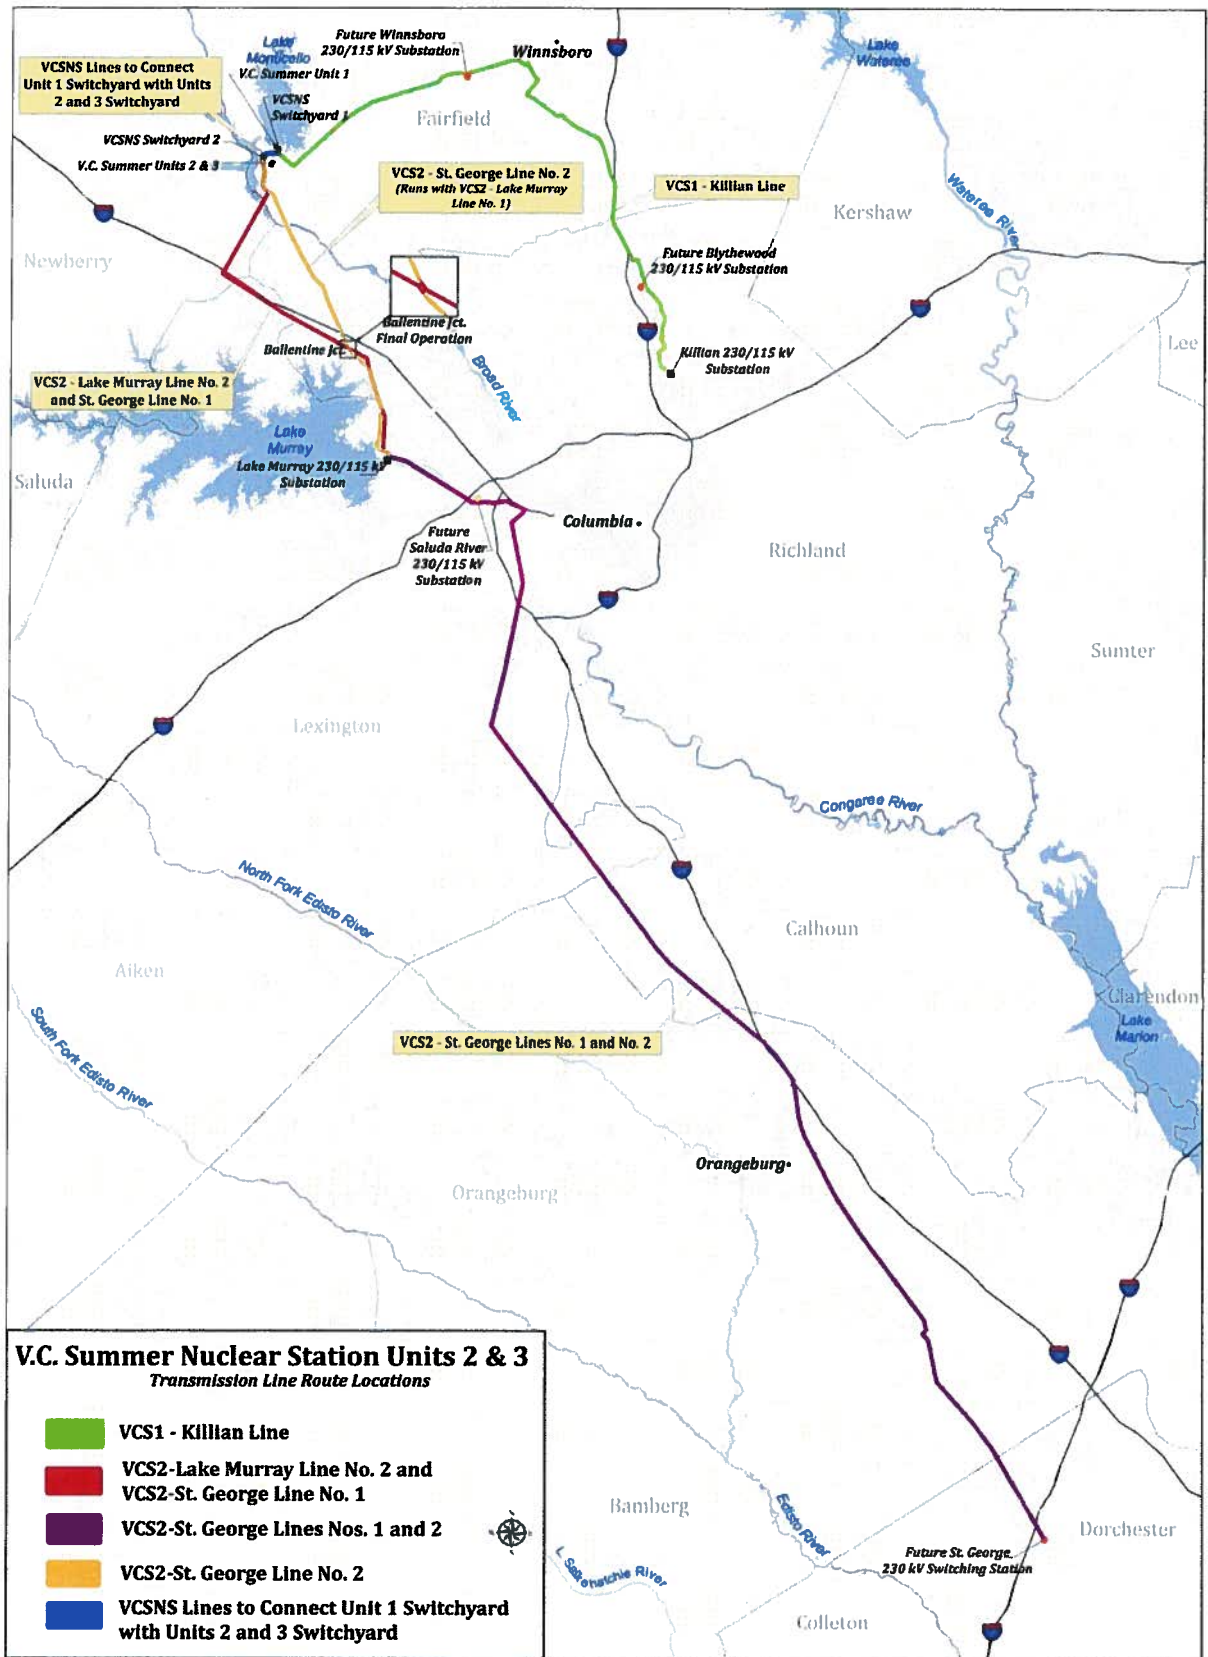 Lake
Monticello
V.C. Summer Unit 1
VCSNS
Switchyard 1
VCSNS Lines to Connect
Unit 1 Switchyard with Units
2 and 3 Switchyard
VCSNS Switchyard 2
V.C. Summer Units 2 & 3
Future Winnsboro
230/115 kV Substation
Winnsboro
Fairfield
Lake
Wateree
VCS2 - St. George Line No. 2
(Runs with VCS2 - Lake Murray
Line No. 1)
VCS1 - Killian Line
Kershaw
Wateree River
Newberry
Future Blythewood
230/115 kV Substation
Ballentine Jct.
Final Operation
Ballentine Jct.
Killian 230/115 kV
Substation
Lee
Broad River
VCS2 - Lake Murray Line No. 2
and St. George Line No. 1
Lake
Murray
Lake Murray 230/115 kV
Substation
Saluda
Columbia
Future
Saluda River
230/115 kV
Substation
Richland
Sumter
Lexington
Congaree River
North Fork Edisto River
Calhoun
Aiken
Clarendon
Lake
Marion
South Fork Edisto River
VCS2 - St. George Lines No. 1 and No. 2
Orangeburg
Orangeburg
V.C. Summer Nuclear Station Units 2 & 3
Transmission Line Route Locations
VCS1 - Killian Line
VCS2-Lake Murray Line No. 2 and
VCS2-St. George Line No. 1
VCS2-St. George Lines Nos. 1 and 2
VCS2-St. George Line No. 2
VCSNS Lines to Connect Unit 1 Switchyard
with Units 2 and 3 Switchyard
Bamberg
Edisto River
L Salkehatchie River
Future St. George
230 kV Switching Station
Dorchester
Colleton